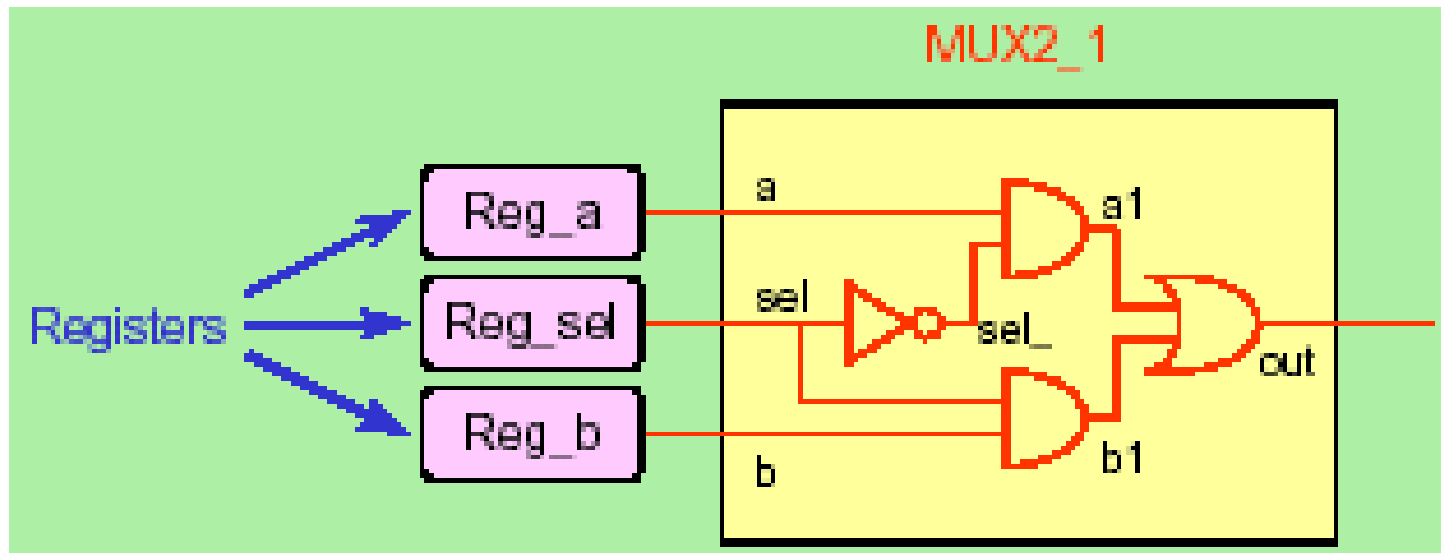 MUX2_1
Registers
Reg_a
Reg_sel
Reg_b
a
sel
b
sel_
a1
b1
out